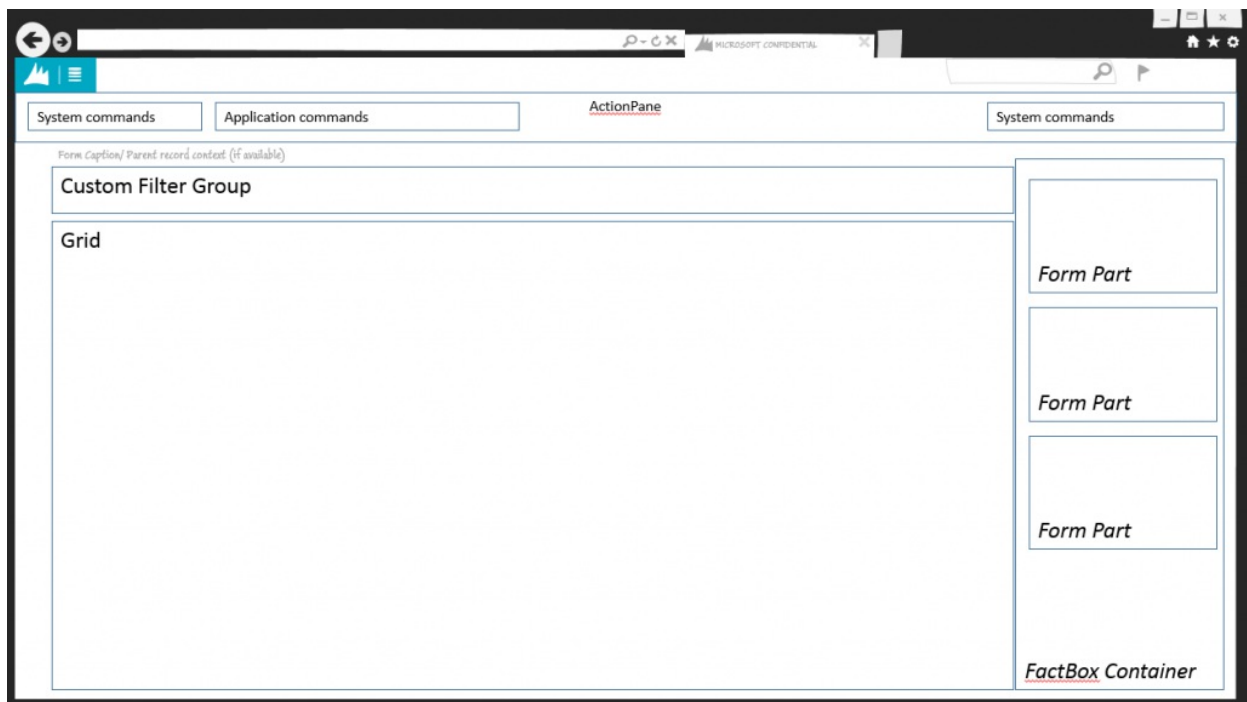 MICROSOFT CONFIDENTIAL
System commands
Application commands
ActionPane
System commands
Form Caption/ Parent record context (if available)
Custom Filter Group
Grid
Form Part
Form Part
Form Part
FactBox Container